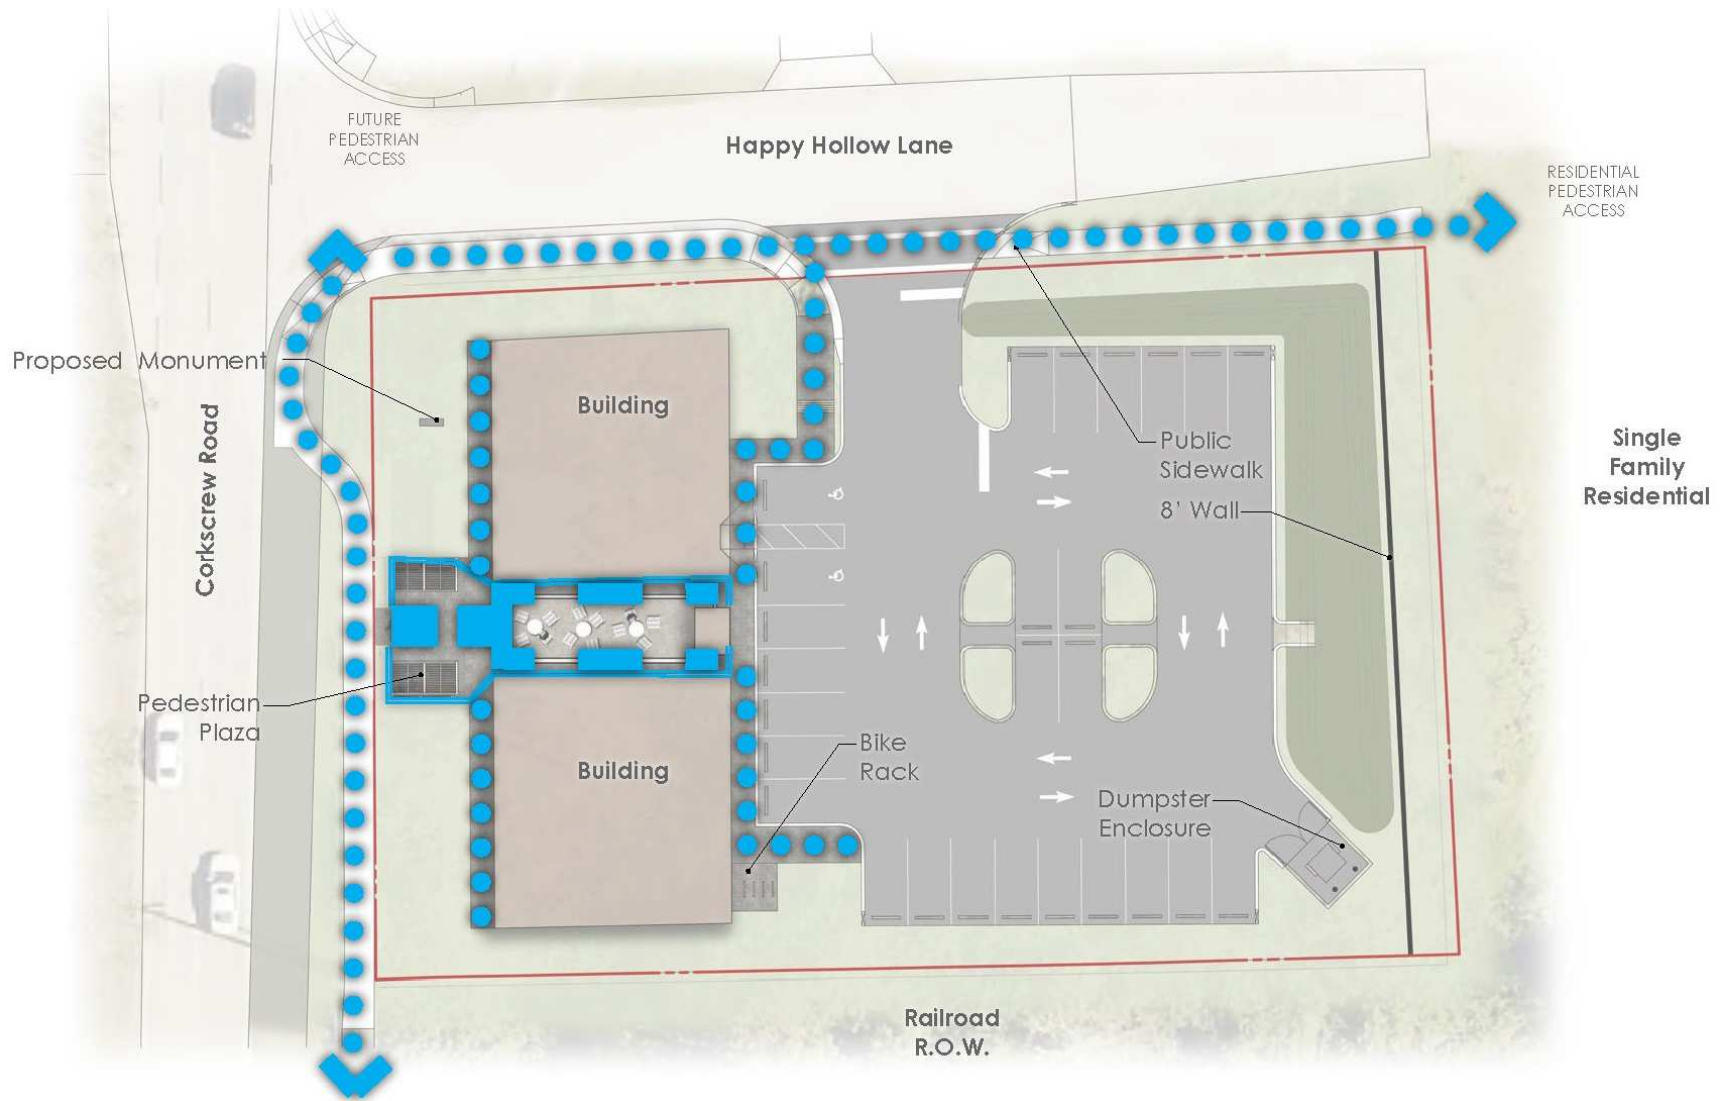 FUTURE
PEDESTRIAN
ACCESS
Happy Hollow Lane
RESIDENTIAL
PEDESTRIAN
ACCESS
Proposed Monument
Building
Corkscrew Road
Public
Sidewalk
8' Wall
Single
Family
Residential
Pedestrian
Plaza
Building
Bike
Rack
Dumpster
Enclosure
Railroad
R.O.W.